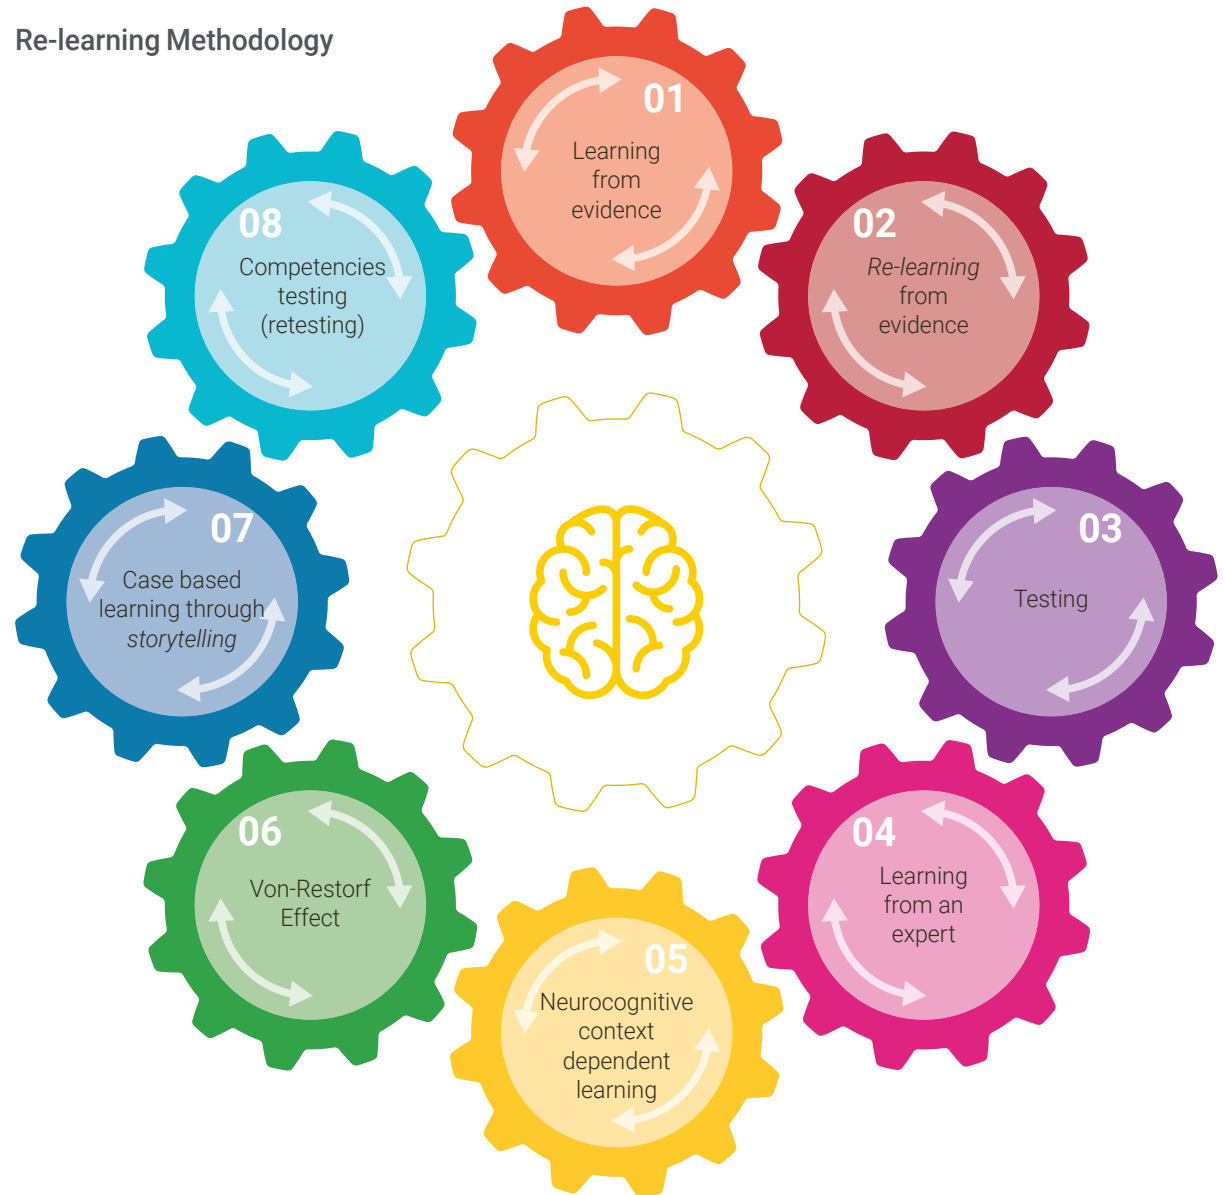 Re-learning Methodology
01
Learning
from
evidence
02
Re-learning
from
evidence
03
Testing
04
Learning
from an
expert
05
Neurocognitive
context
dependent
learning
06
Von-Restorf
Effect
07
Case based
learning through
storytelling
08
Competencies
testing
(retesting)